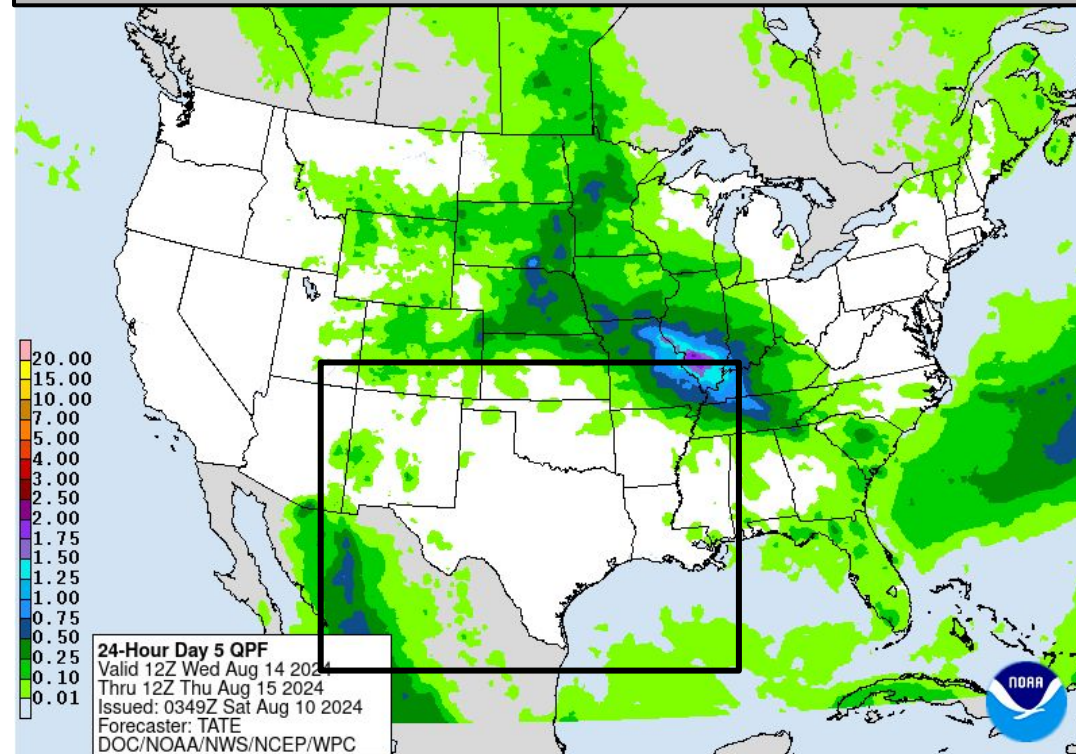 20.00
15.00
10.00
7.00
5.00
4.00
3.00
2.50
2.00
1.75
1.50
1.25
1.00
0.75
0.50
0.25
0.10
0.01
24-Hour Day 5 QPF
Valid 12Z Wed Aug 14 2024
Thru 12Z Thu Aug 15 2024
Issued: 0349Z Sat Aug 10 2024
Forecaster: TATE
DOC/NOAA/NWS/NCEP/WPC
NOAA